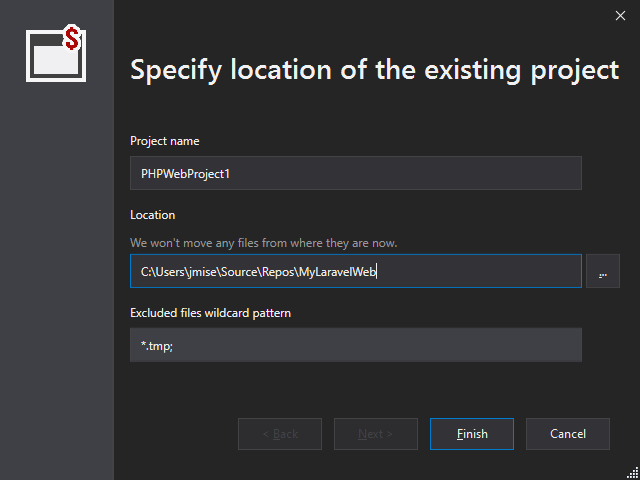 $
Specify location of the existing project
Project name
PHPWebProject1
Location
We won't move any files from where they are now.
C:\Users\jmise\Source\Repos\MyLaravelWeb
...
Excluded files wildcard pattern
*.tmp;
< Back
Next >
Finish
Cancel